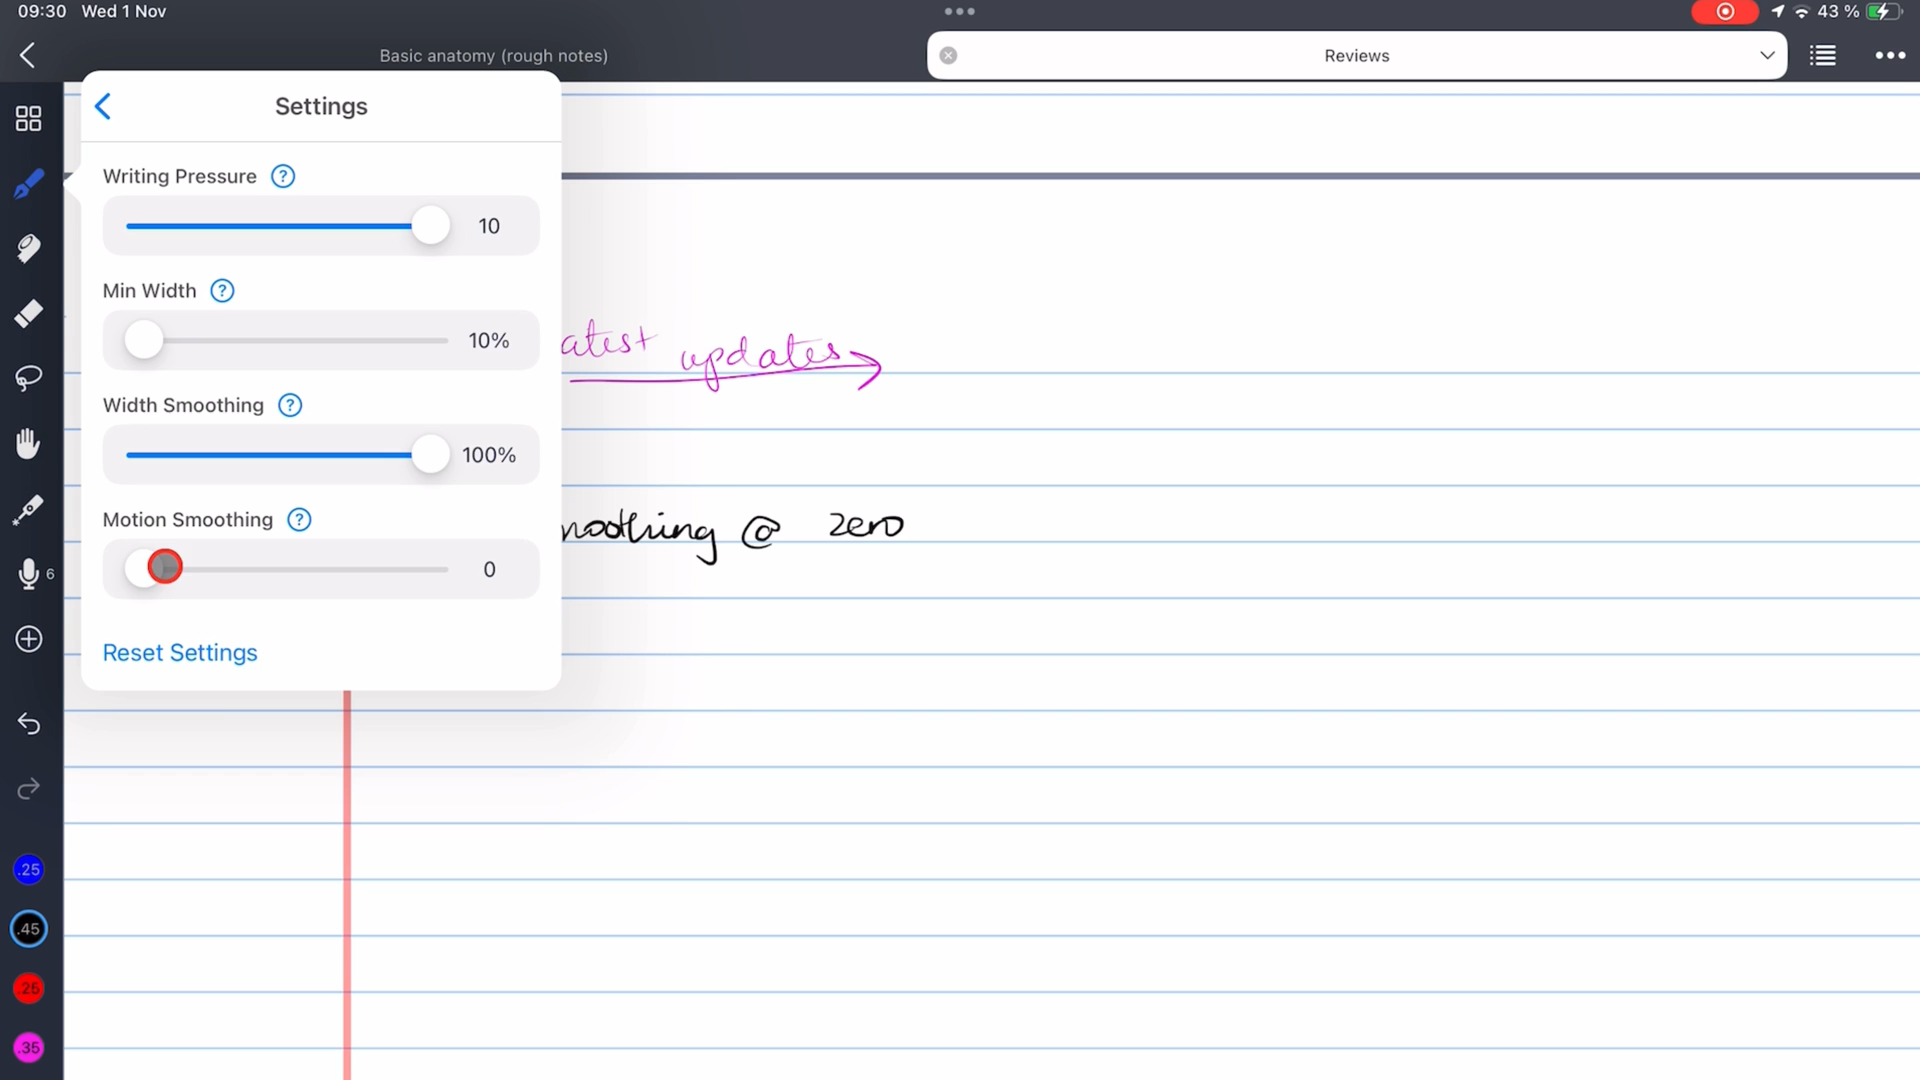 09:30 Wed 1 Nov
43 %
Basic anatomy (rough notes)
Reviews
Settings
Writing Pressure ?
10
Min Width ?
10%
atest updates
Width Smoothing ?
100%
Motion Smoothing ?
moothing @ zero
0
6
Reset Settings
.25
.45
.25
.35